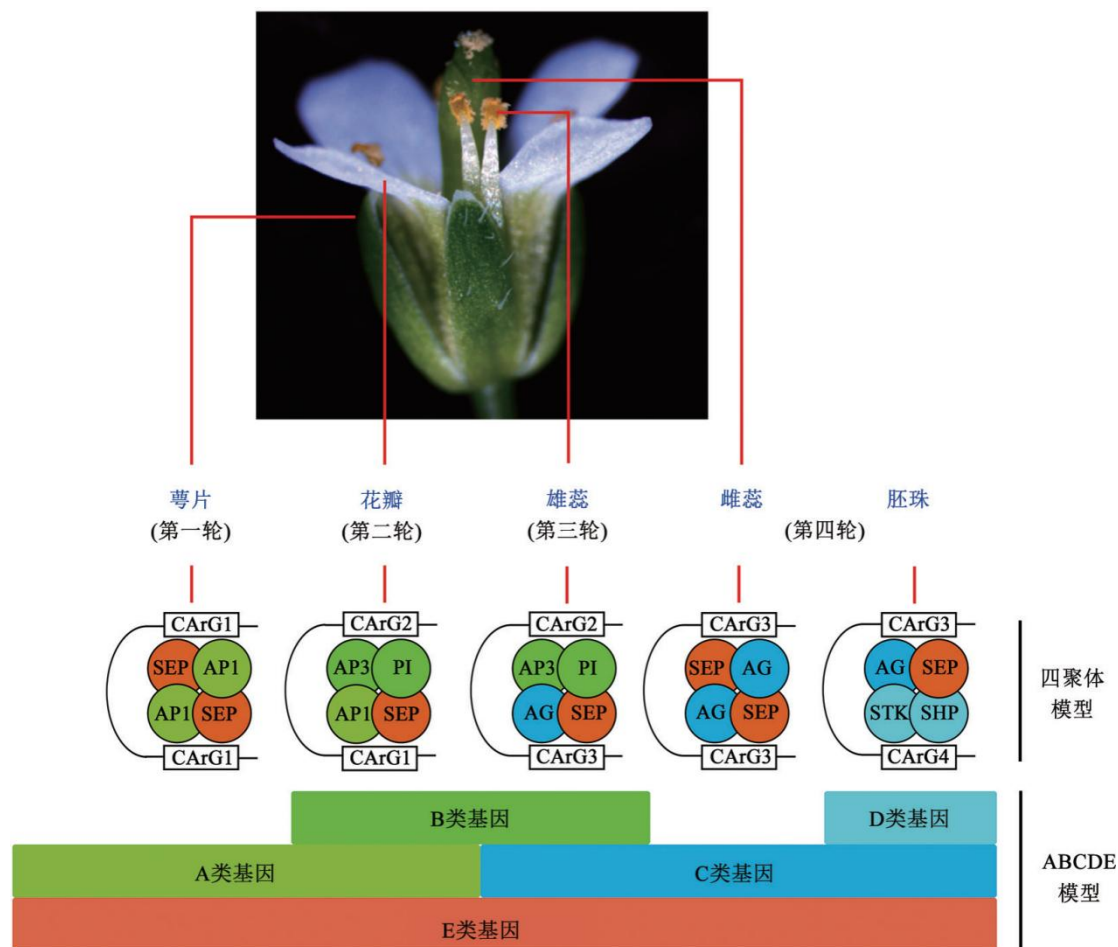 萼片 花瓣 雄蕊 雌蕊 胚珠
(第一轮) (第二轮) (第三轮) (第四轮)
CArG1 CArG2 CArG2 CArG3 CArG3
SEP AP1 AP3 PI AP3 PI SEP AG AG SEP
AP1 SEP AP1 SEP AG SEP AG SEP STK SHP
CArG1 CArG1 CArG3 CArG3 CArG4
四聚体
模型
B类基因 D类基因
A类基因 C类基因
E类基因
ABCDE
模型